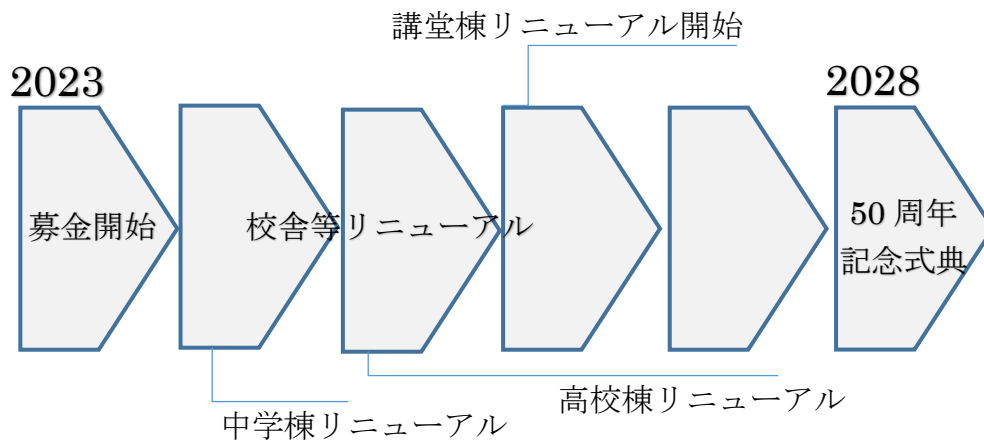 講堂棟リニューアル開始
2023
2028
募金開始
校舎等リニューアル
50 周年
記念式典
高校棟リニューアル
中学棟リニューアル